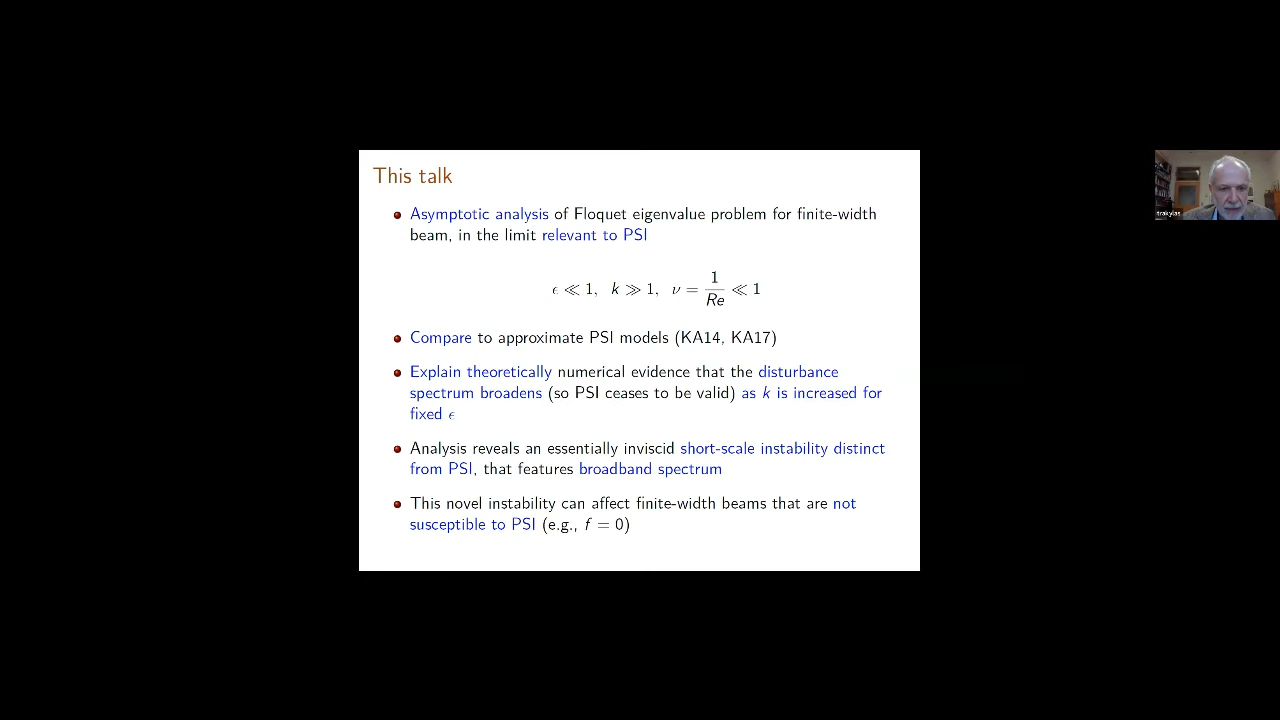 This talk
Asymptotic analysis of Floquet eigenvalue problem for finite-width
beam, in the limit relevant to PSI
ϵ ≪ 1, k ≫ 1, ν = 1/Re ≪ 1
Compare to approximate PSI models (KA14, KA17)
Explain theoretically numerical evidence that the disturbance
spectrum broadens (so PSI ceases to be valid) as k is increased for
fixed ϵ
Analysis reveals an essentially inviscid short-scale instability distinct
from PSI, that features broadband spectrum
This novel instability can affect finite-width beams that are not
susceptible to PSI (e.g., f = 0)
trakylas